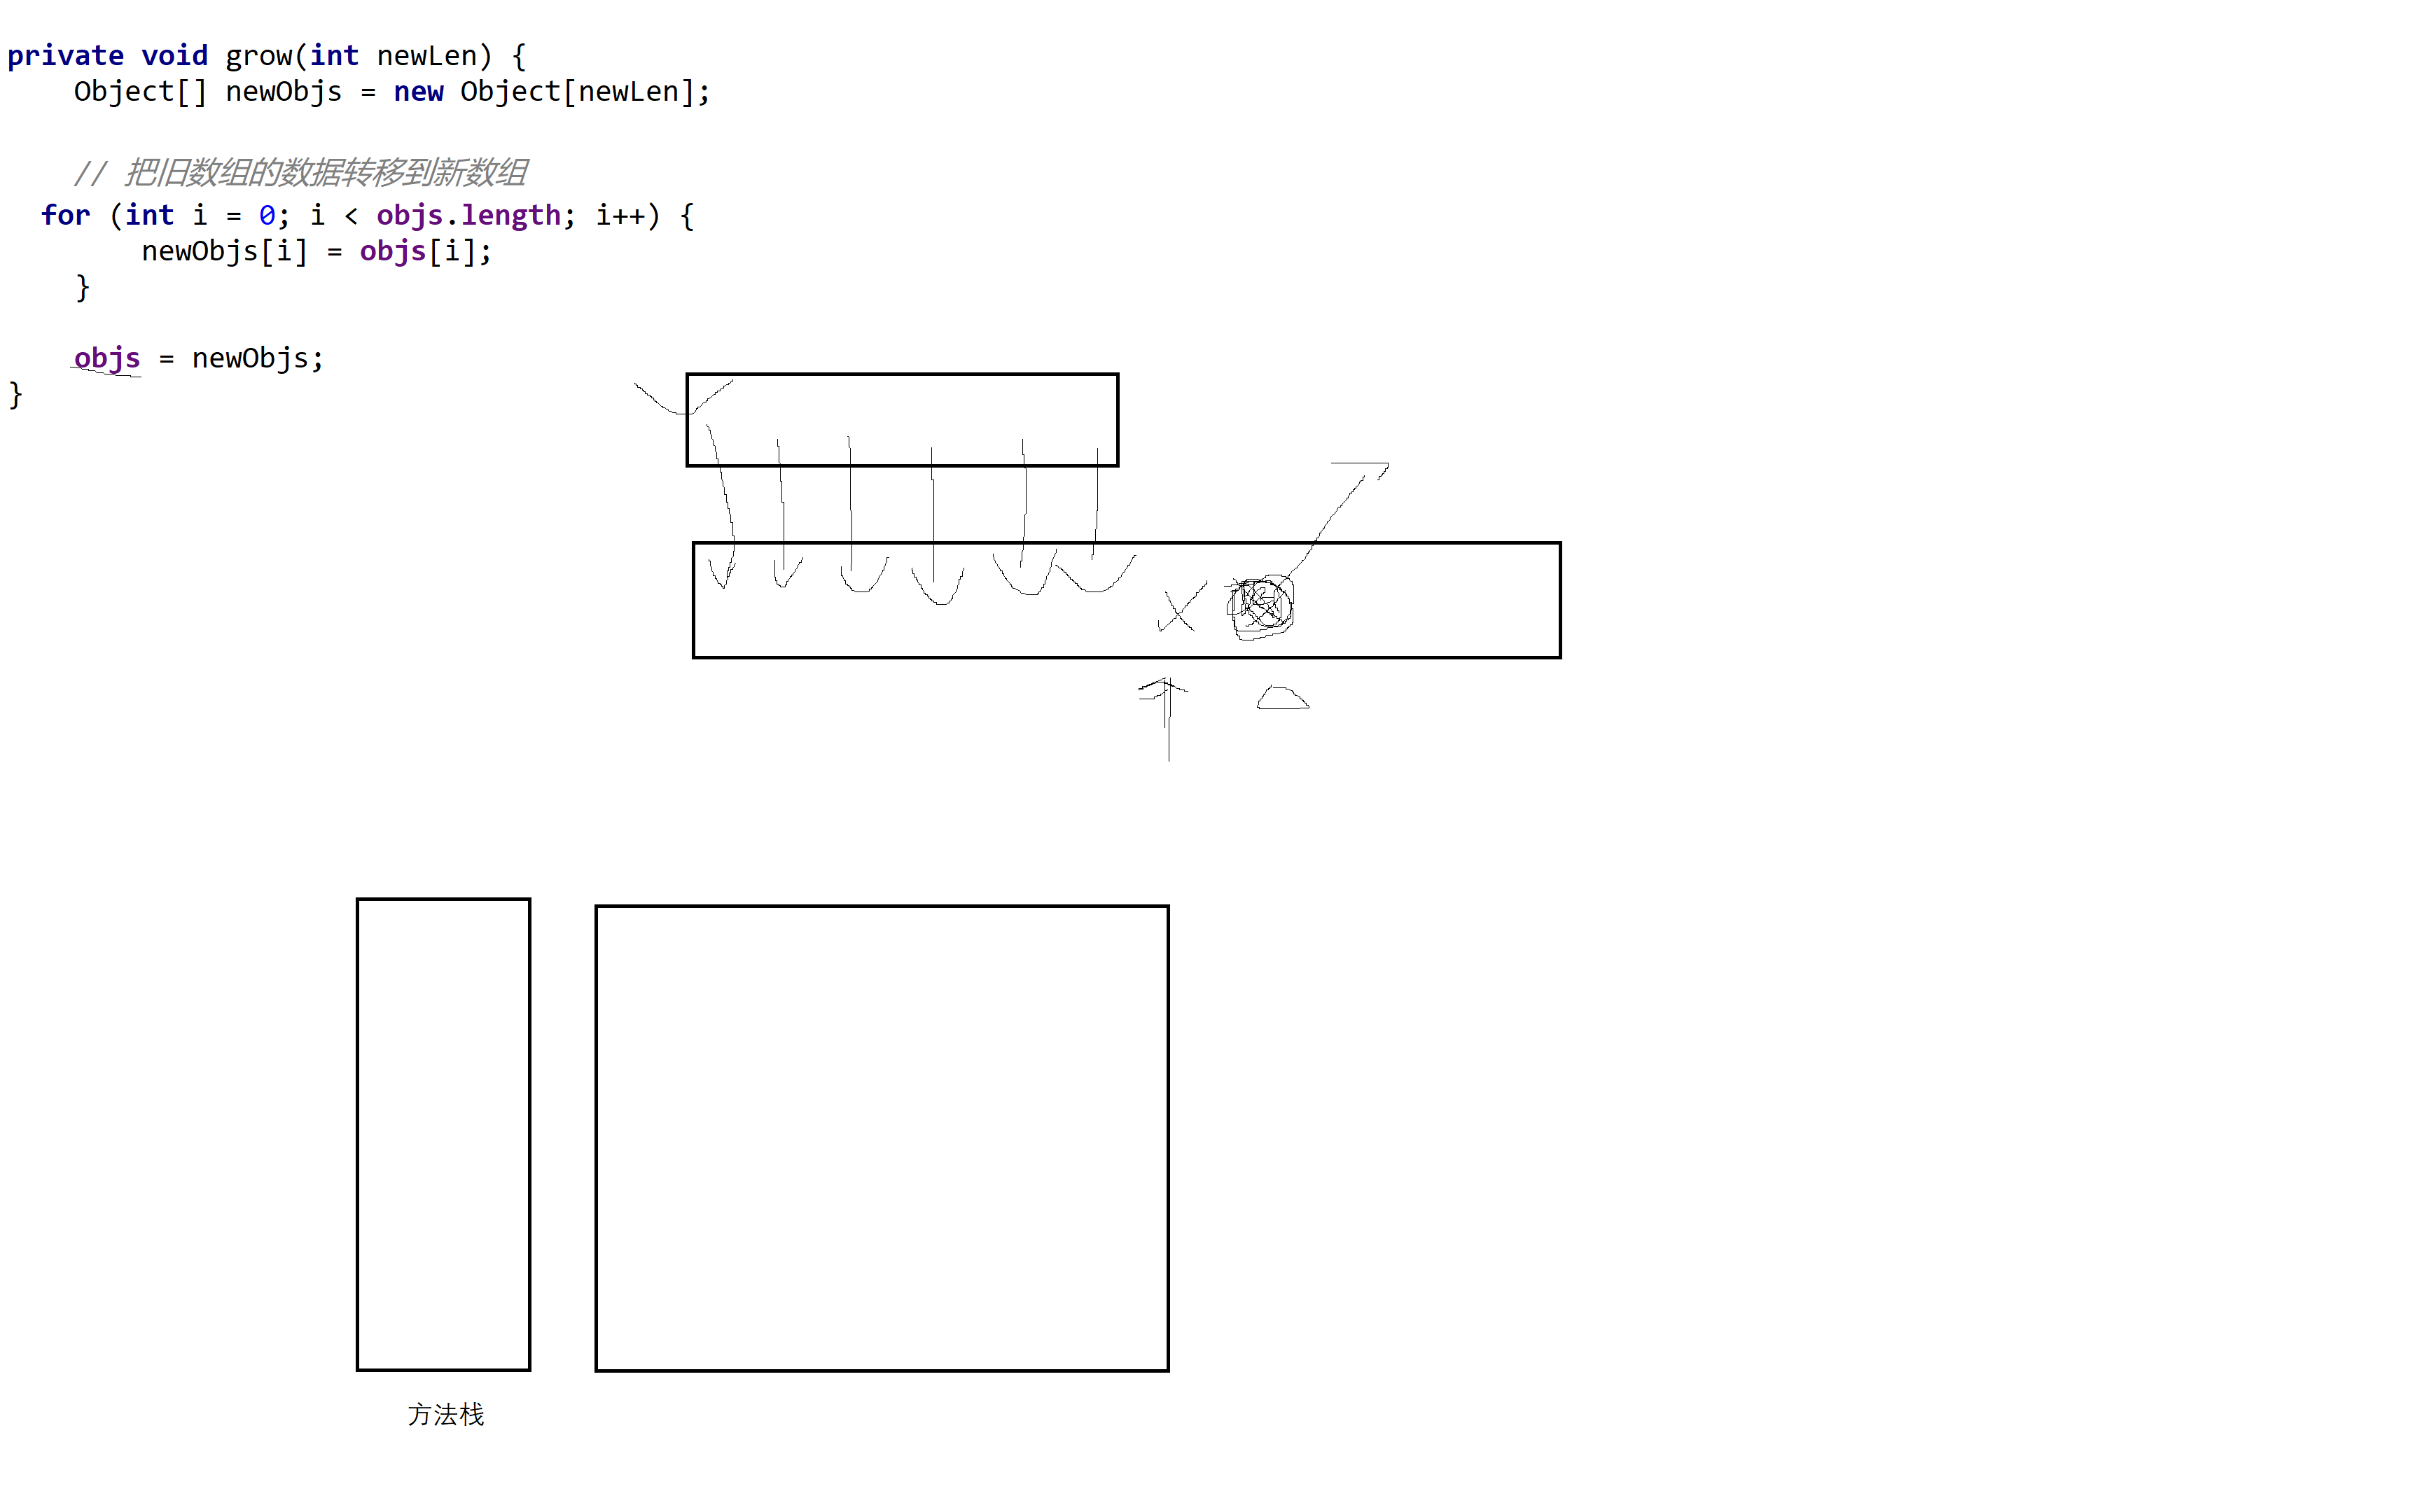 private void grow(int newLen) {
Object[] newObjs = new Object[newLen];
// 把旧数组的数据转移到新数组
for (int i = 0; i < objs.length; i++) {
newObjs[i] = objs[i];
}
objs = newObjs;
}
方法栈